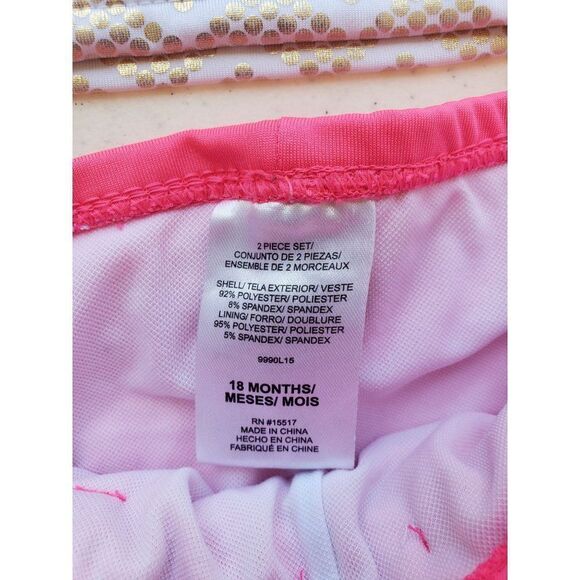 2 PIECE SET/
CONJUNTO DE 2 PIEZAS/
ENSEMBLE DE 2 MORCEAUX
SHELL/ TELA EXTERIOR/ VESTE
92% POLYESTER/ POLIESTER
8% SPANDEX/ SPANDEX
LINING/ FORRO/ DOUBLURE
95% POLYESTER/ POLIESTER
5% SPANDEX/ SPANDEX
9990L15
18 MONTHS/
MESES/ MOIS
RN #15517
MADE IN CHINA
HECHO EN CHINA
FABRIQUÉ EN CHINE